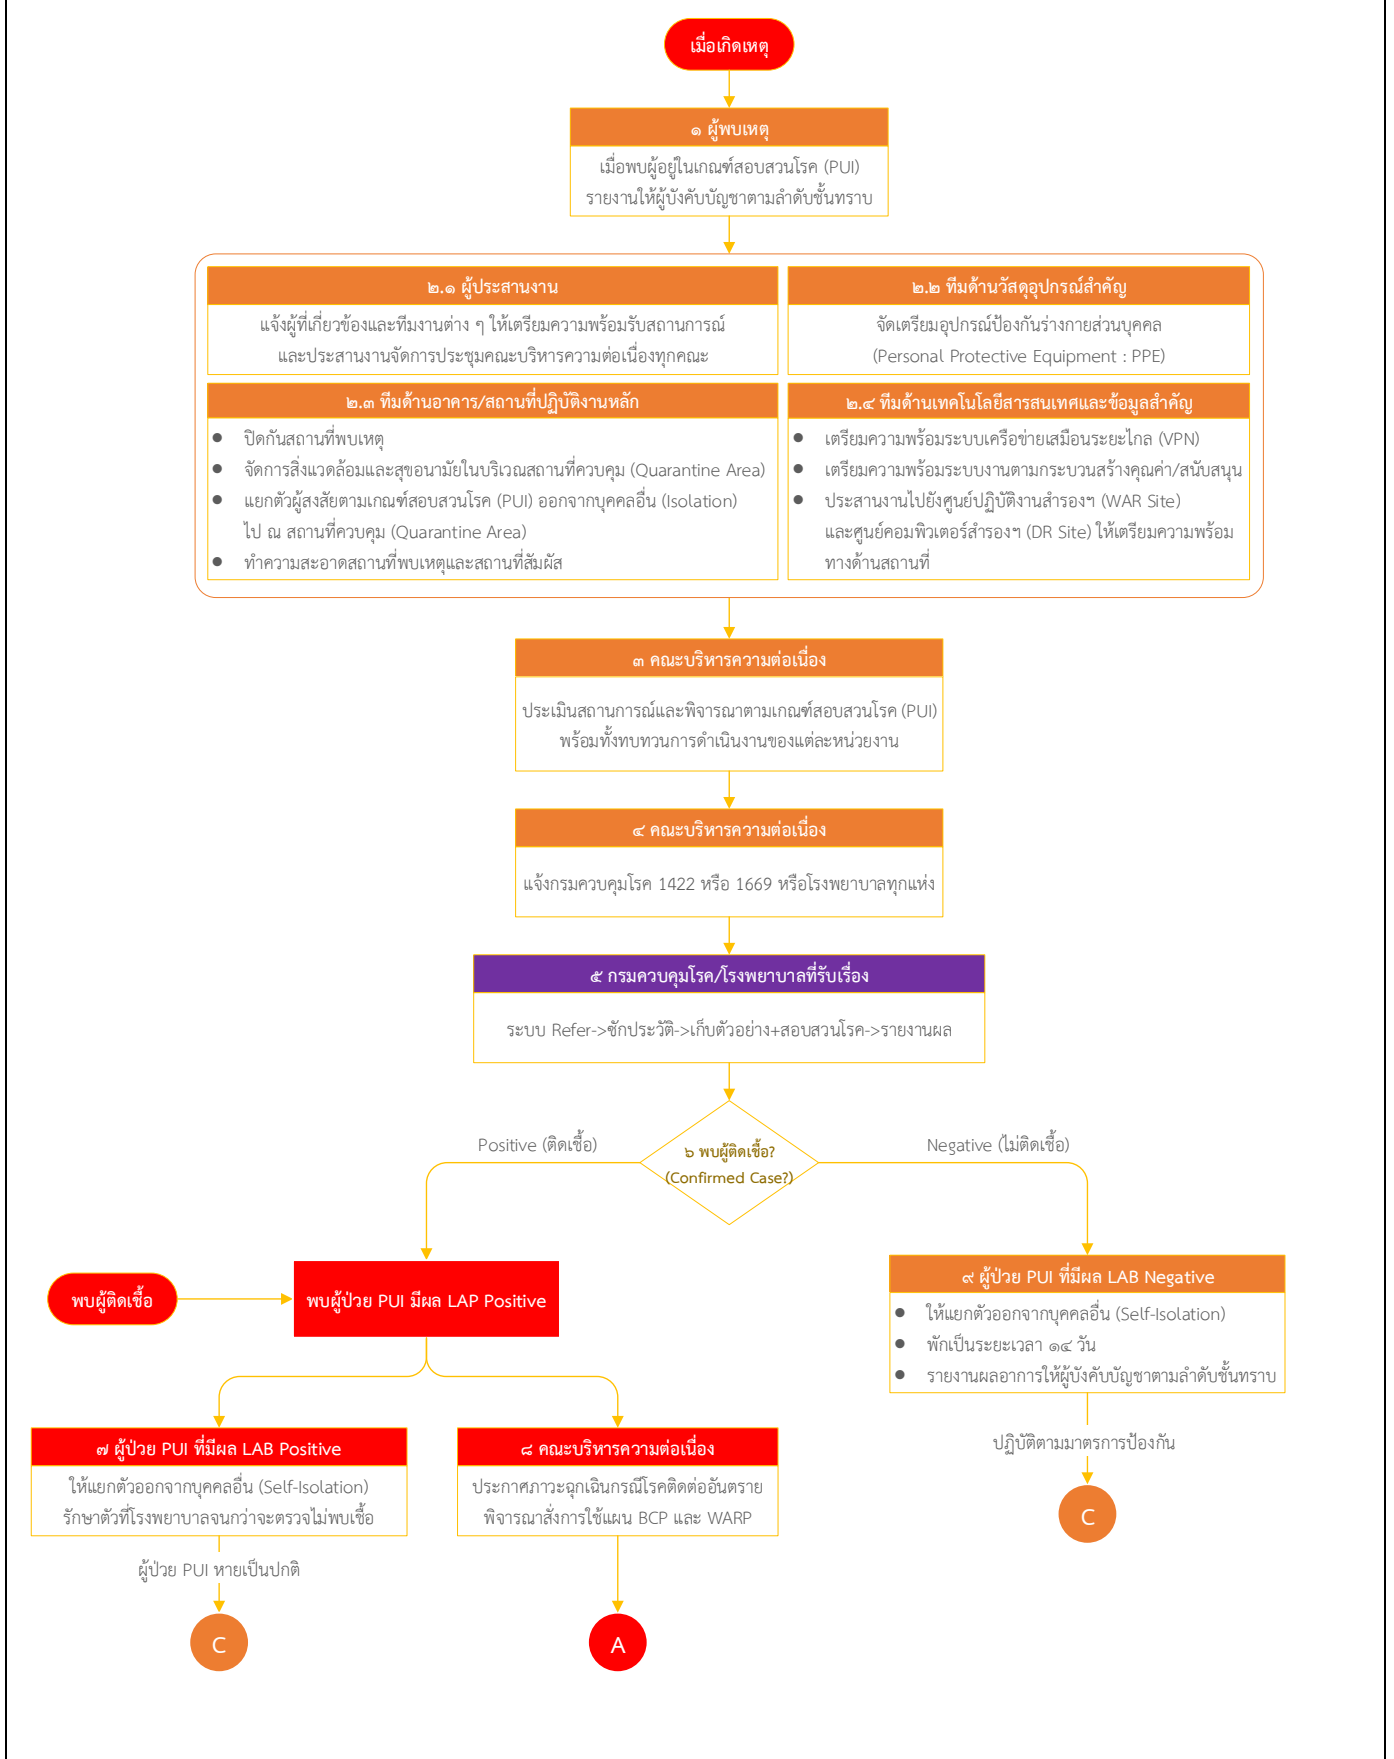 เมื่อเกิดเหตุ
๑ ผู้พบเหตุ
เมื่อพบผู้อยู่ในเกณฑ์สอบสวนโรค (PUI)
รายงานให้ผู้บังคับบัญชาตามลำดับชั้นทราบ
๒.๑ ผู้ประสานงาน
แจ้งผู้ที่เกี่ยวข้องและทีมงานต่าง ๆ ให้เตรียมความพร้อมรับสถานการณ์
และประสานงานจัดการประชุมคณะบริหารความต่อเนื่องทุกคณะ
๒.๒ ทีมด้านวัสดุอุปกรณ์สำคัญ
จัดเตรียมอุปกรณ์ป้องกันร่างกายส่วนบุคคล
(Personal Protective Equipment : PPE)
๒.๓ ทีมด้านอาคาร/สถานที่ปฏิบัติงานหลัก
● ปิดกันสถานที่พบเหตุ
● จัดการสิ่งแวดล้อมและสุขอนามัยในบริเวณสถานที่ควบคุม (Quarantine Area)
● แยกตัวผู้สงสัยตามเกณฑ์สอบสวนโรค (PUI) ออกจากบุคคลอื่น (Isolation)
ไป ณ สถานที่ควบคุม (Quarantine Area)
● ทำความสะอาดสถานที่พบเหตุและสถานที่สัมผัส
๒.๔ ทีมด้านเทคโนโลยีสารสนเทศและข้อมูลสำคัญ
● เตรียมความพร้อมระบบเครือข่ายเสมือนระยะไกล (VPN)
● เตรียมความพร้อมระบบงานตามกระบวนสร้างคุณค่า/สนับสนุน
● ประสานงานไปยังศูนย์ปฏิบัติงานสำรองฯ (WAR Site)
และศูนย์คอมพิวเตอร์สำรองฯ (DR Site) ให้เตรียมความพร้อม
ทางด้านสถานที่
๓ คณะบริหารความต่อเนื่อง
ประเมินสถานการณ์และพิจารณาตามเกณฑ์สอบสวนโรค (PUI)
พร้อมทั้งทบทวนการดำเนินงานของแต่ละหน่วยงาน
๔ คณะบริหารความต่อเนื่อง
แจ้งกรมควบคุมโรค 1422 หรือ 1669 หรือโรงพยาบาลทุกแห่ง
๕ กรมควบคุมโรค/โรงพยาบาลที่รับเรื่อง
ระบบ Refer->ซักประวัติ->เก็บตัวอย่าง+สอบสวนโรค->รายงานผล
Positive (ติดเชื้อ)
๖ พบผู้ติดเชื้อ?
(Confirmed Case?)
Negative (ไม่ติดเชื้อ)
พบผู้ติดเชื้อ
พบผู้ป่วย PUI มีผล LAP Positive
๙ ผู้ป่วย PUI ที่มีผล LAB Negative
● ให้แยกตัวออกจากบุคคลอื่น (Self-Isolation)
● พักเป็นระยะเวลา ๑๔ วัน
● รายงานผลอาการให้ผู้บังคับบัญชาตามลำดับชั้นทราบ
ปฏิบัติตามมาตรการป้องกัน
C
๗ ผู้ป่วย PUI ที่มีผล LAB Positive
ให้แยกตัวออกจากบุคคลอื่น (Self-Isolation)
รักษาตัวที่โรงพยาบาลจนกว่าจะตรวจไม่พบเชื้อ
ผู้ป่วย PUI หายเป็นปกติ
C
๘ คณะบริหารความต่อเนื่อง
ประกาศภาวะฉุกเฉินกรณีโรคติดต่ออันตราย
พิจารณาสั่งการใช้แผน BCP และ WARP
A